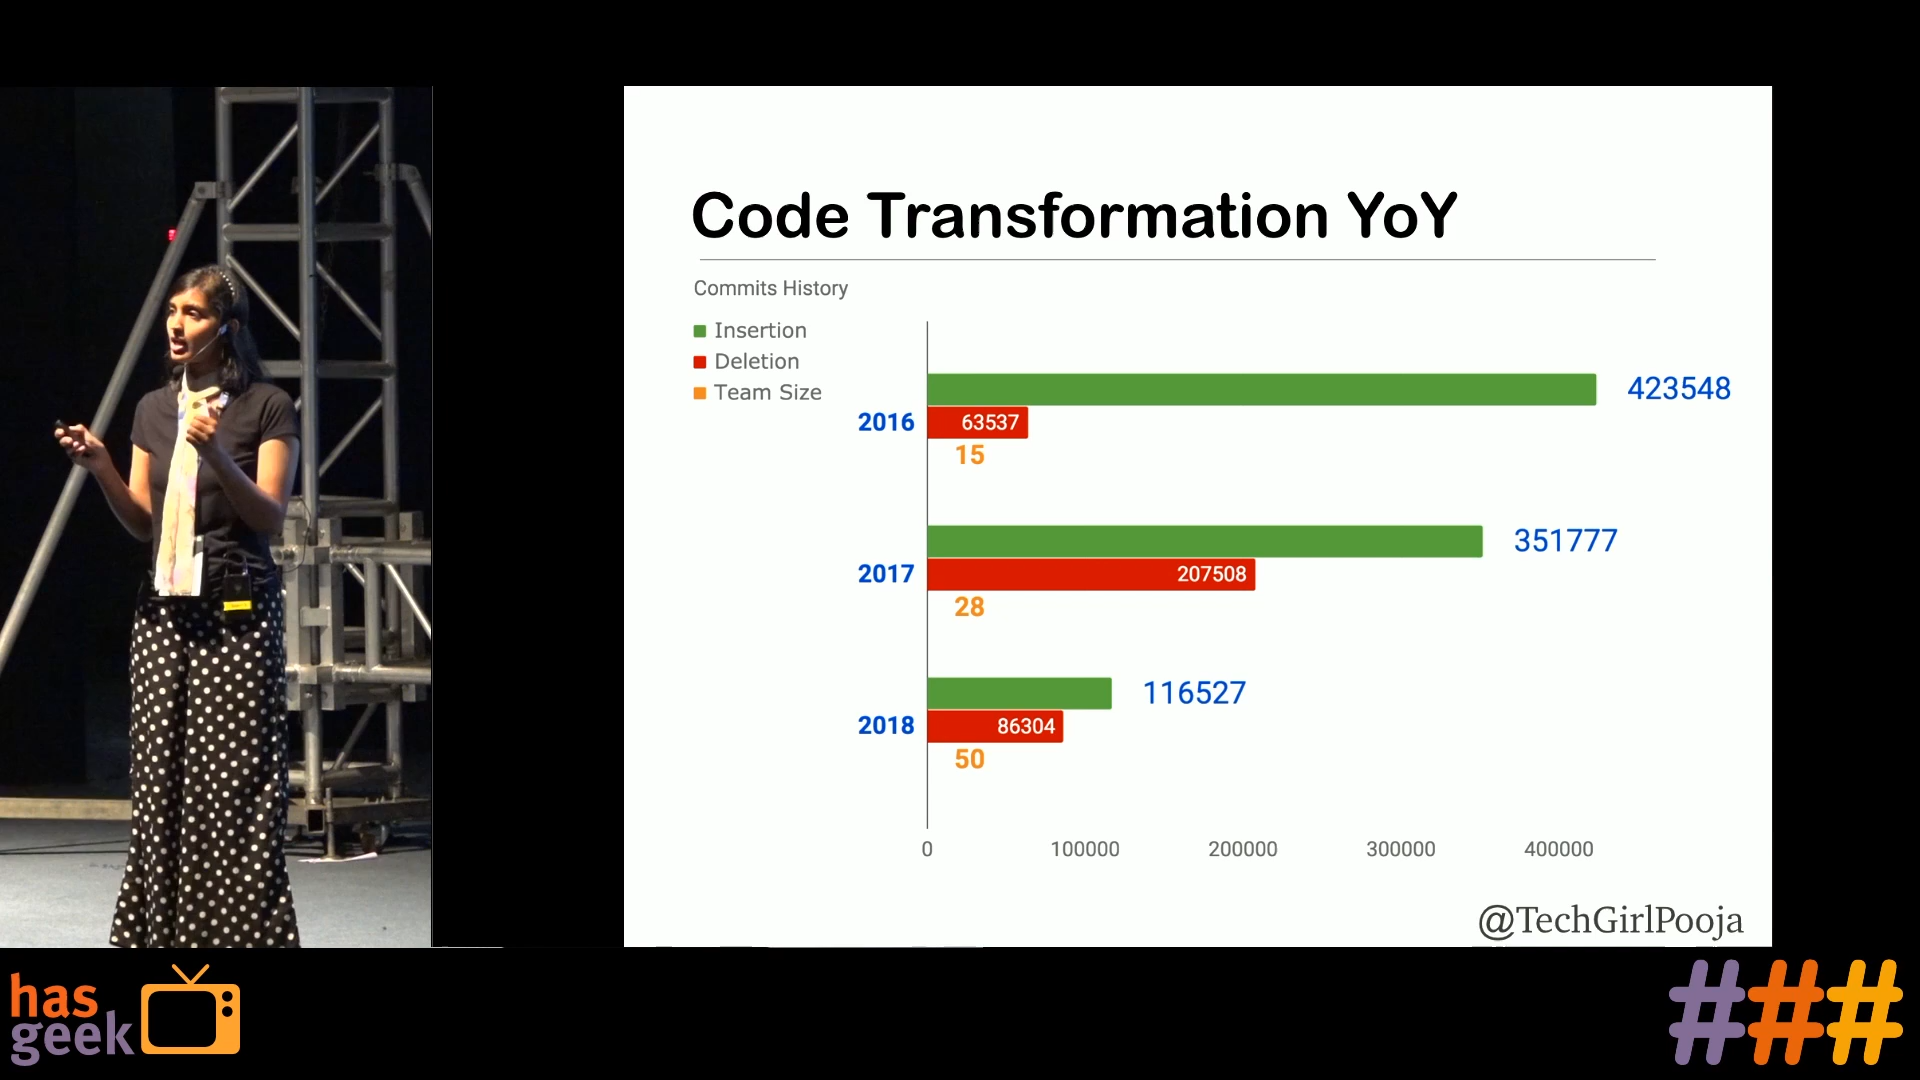 Code Transformation YoY
Commits History
Insertion
Deletion
Team Size
423548
2016
63537
15
351777
2017
207508
28
116527
2018
86304
50
0 100000 200000 300000 400000
@TechGirlPooja
has
geek
###